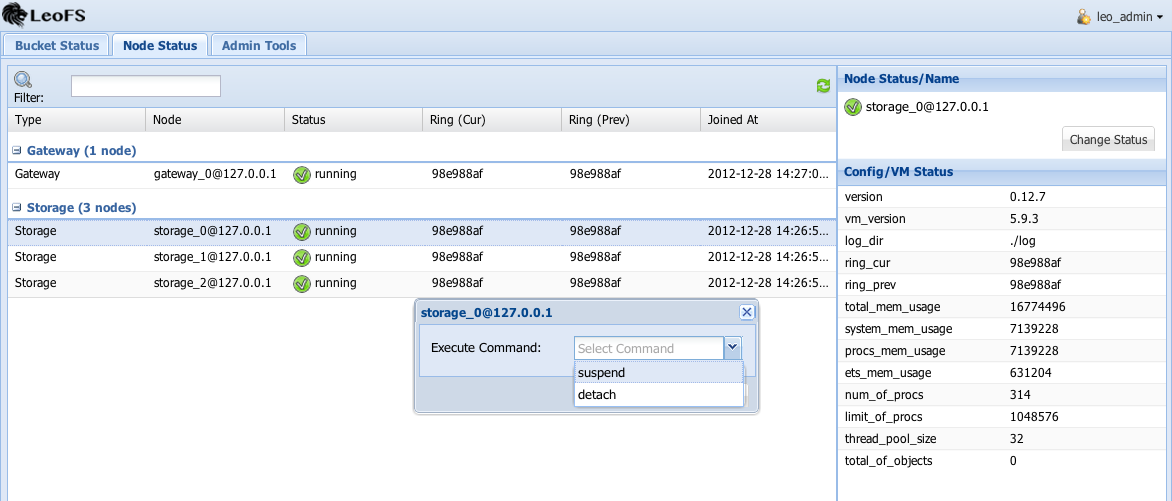 LeoFS
leo_admin
Bucket Status Node Status Admin Tools
Filter:
Type Node Status Ring (Cur) Ring (Prev) Joined At
Gateway (1 node)
Gateway gateway_0@127.0.0.1 running 98e988af 98e988af 2012-12-28 14:27:0...
Storage (3 nodes)
Storage storage_0@127.0.0.1 running 98e988af 98e988af 2012-12-28 14:26:5...
Storage storage_1@127.0.0.1 running 98e988af 98e988af 2012-12-28 14:26:5...
Storage storage_2@127.0.0.1 running 98e988af 98e988af 2012-12-28 14:26:5...
storage_0@127.0.0.1
Execute Command: Select Command
suspend
detach
Node Status/Name
storage_0@127.0.0.1
Change Status
Config/VM Status
version 0.12.7
vm_version 5.9.3
log_dir ./log
ring_cur 98e988af
ring_prev 98e988af
total_mem_usage 16774496
system_mem_usage 7139228
procs_mem_usage 7139228
ets_mem_usage 631204
num_of_procs 314
limit_of_procs 1048576
thread_pool_size 32
total_of_objects 0